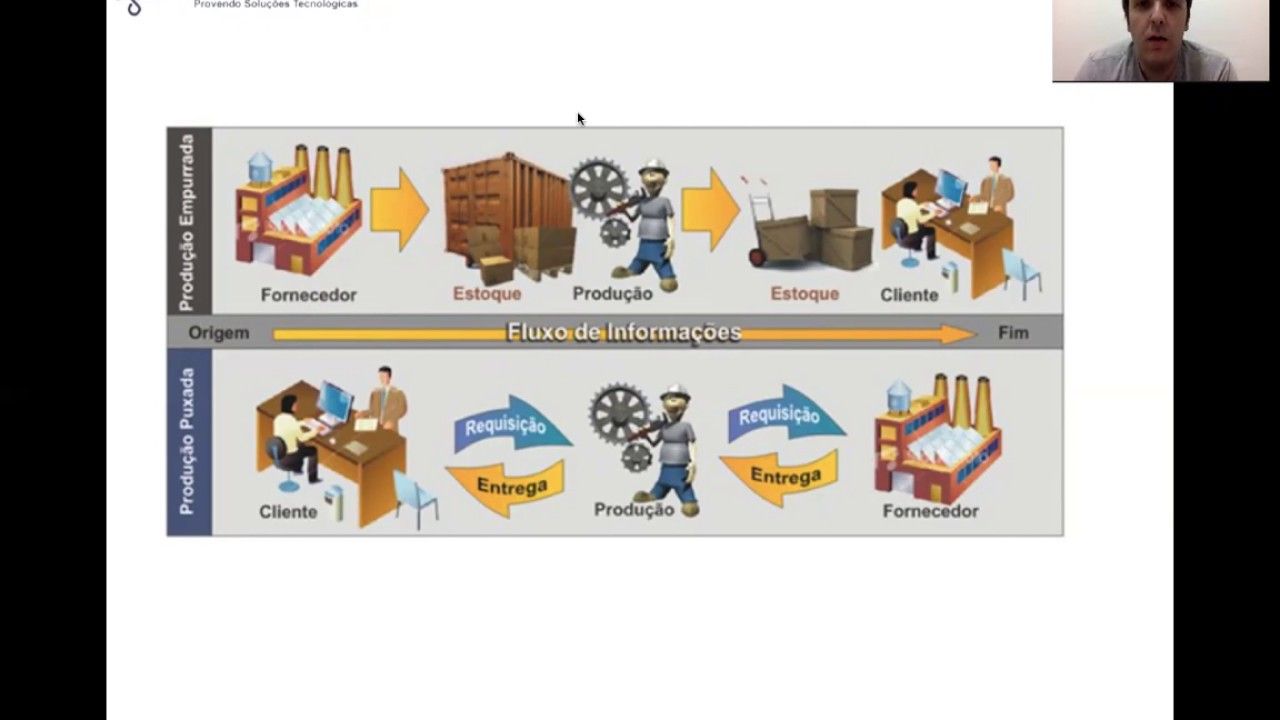 Provendo Soluções Tecnológicas
Produção Empurrada
Fornecedor
Estoque
Produção
Estoque
Cliente
Origem
Fluxo de Informações
Fim
Produção Puxada
Requisição
Requisição
Entrega
Entrega
Cliente
Produção
Fornecedor